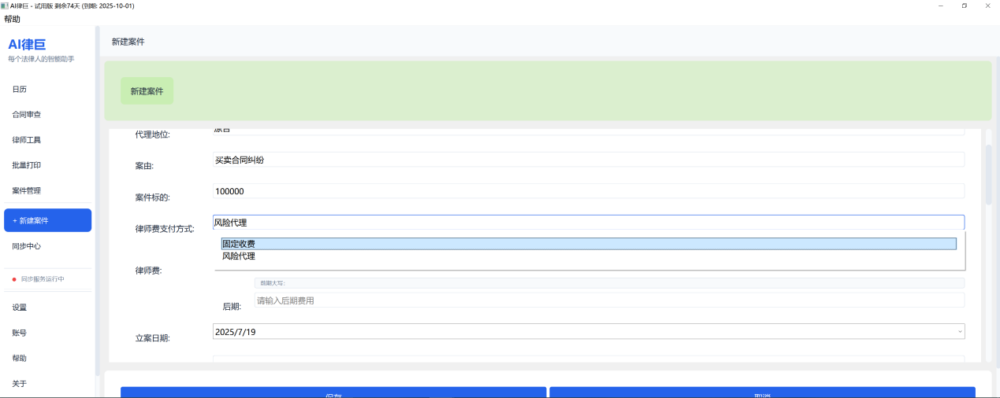 AI律巨 - 试用版 剩余74天 (到期: 2025-10-01)
帮助
AI律巨
每个法律人的智能助手
日历
合同审查
律师工具
批量打印
案件管理
+ 新建案件
同步中心
同步服务运行中
设置
账号
帮助
关于
新建案件
新建案件
代理地位:
原告
案由:
买卖合同纠纷
案件标的:
100000
律师费支付方式:
风险代理
固定收费
风险代理
律师费:
前期大写:
后期:
请输入后期费用
立案日期:
2025/7/19
保存
取消